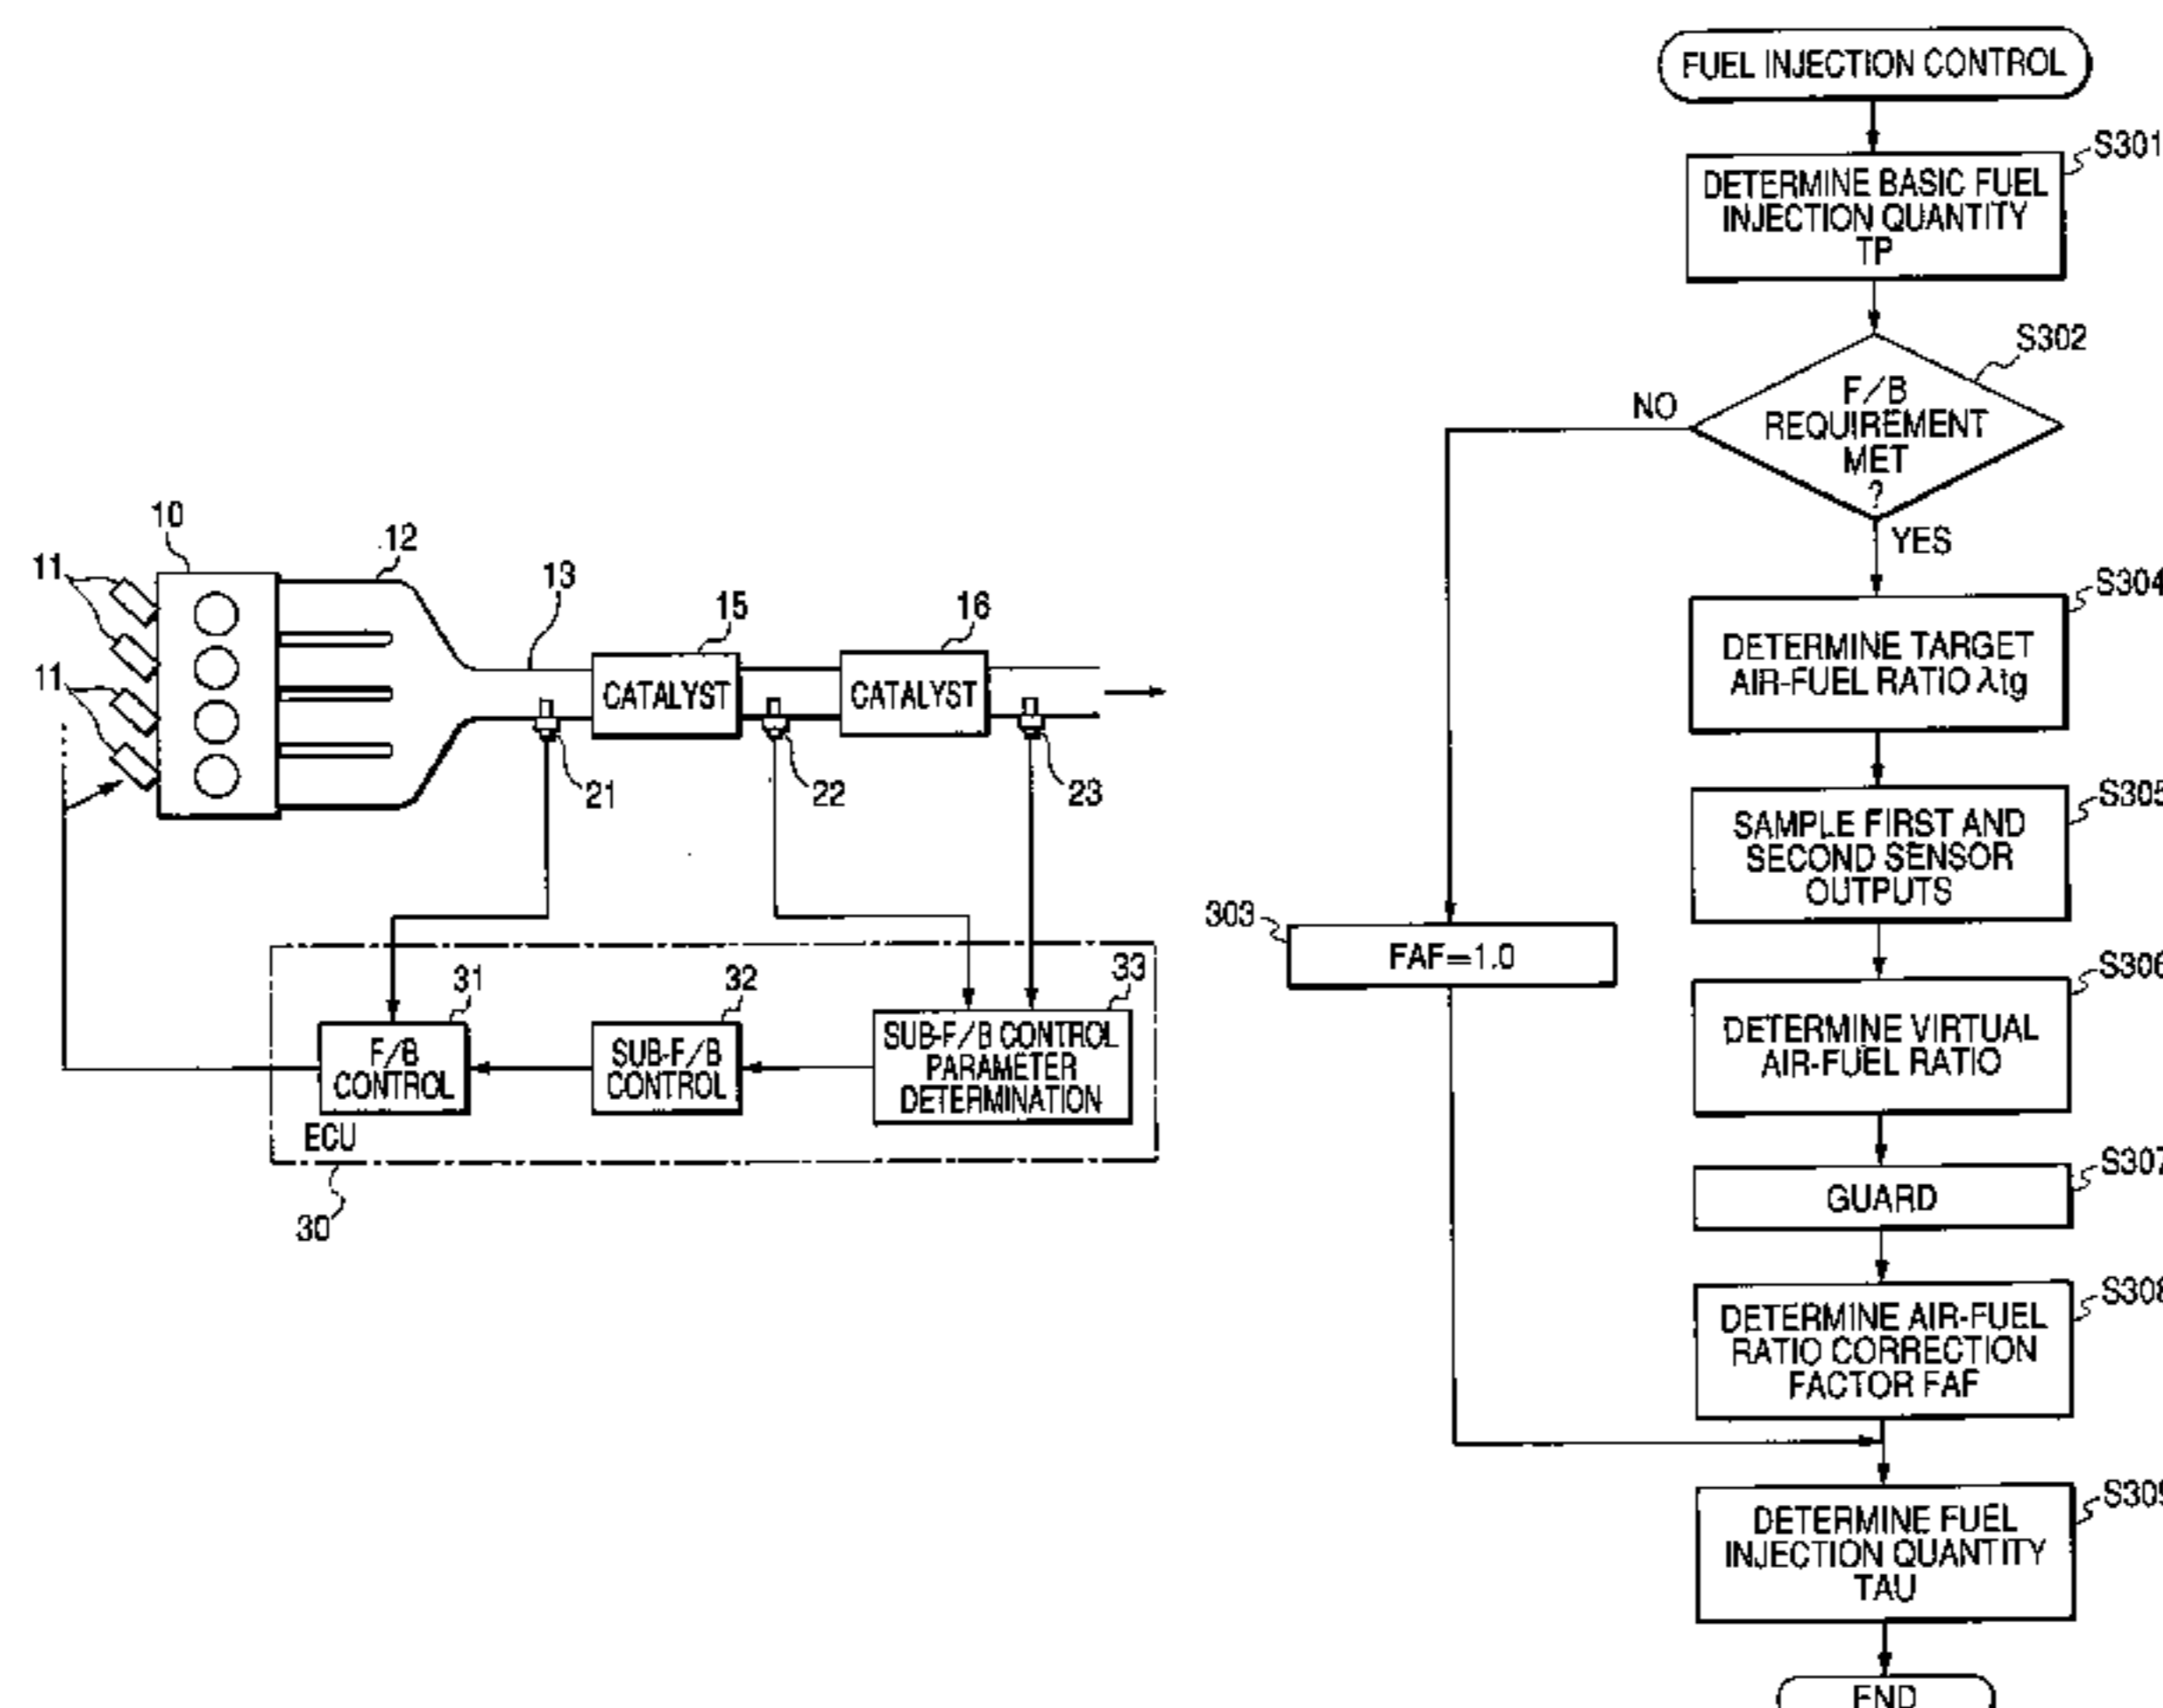 10
11
12
13
15
16
11
CATALYST
CATALYST
21
22
23
31
32
33
F/B
CONTROL
SUB-F/B
CONTROL
SUB-F/B CONTROL
PARAMETER
DETERMINATION
ECU
30
FUEL INJECTION CONTROL
S301
DETERMINE BASIC FUEL
INJECTION QUANTITY
TP
S302
F/B
REQUIREMENT
MET
?
NO
YES
S304
DETERMINE TARGET
AIR-FUEL RATIO λtg
S305
SAMPLE FIRST AND
SECOND SENSOR
OUTPUTS
303
FAF=1.0
S306
DETERMINE VIRTUAL
AIR-FUEL RATIO
S307
GUARD
S308
DETERMINE AIR-FUEL
RATIO CORRECTION
FACTOR FAF
S309
DETERMINE FUEL
INJECTION QUANTITY
TAU
END